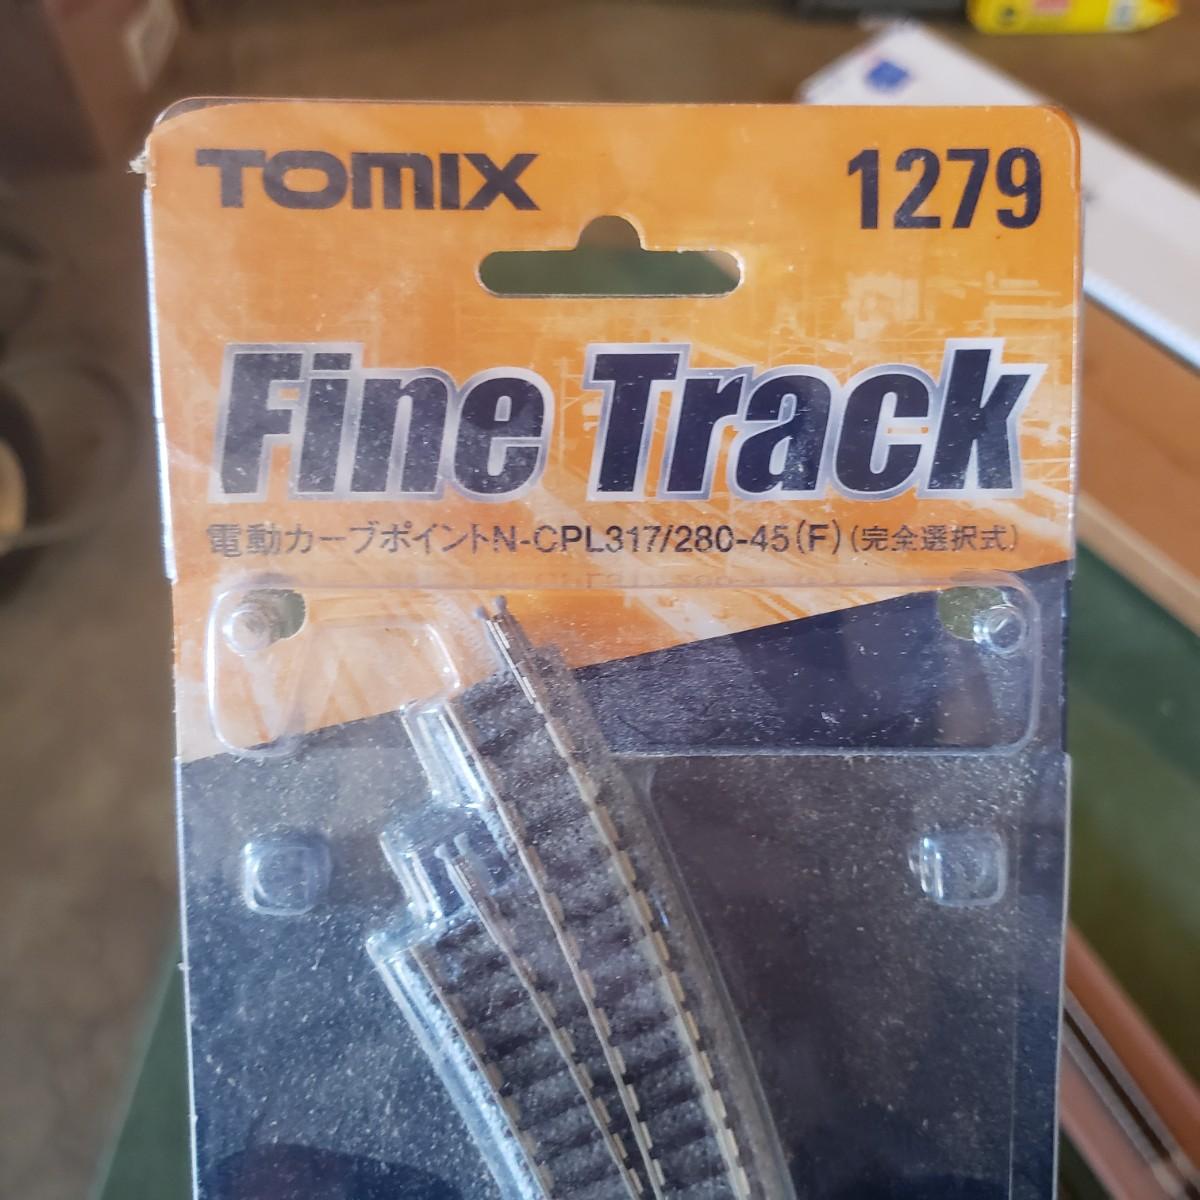 TOMIX 1279
Fine Track
電動カーブポイントN-CPL317/280-45(F)(完全選択式)